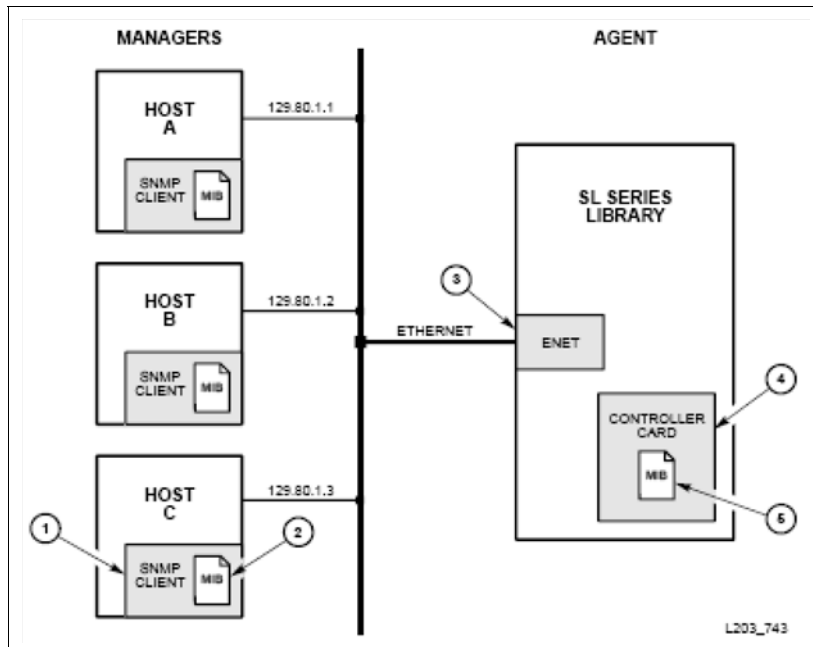 MANAGERS
AGENT
HOST
A
129.80.1.1
SNMP
CLIENT
MIB
SL SERIES
LIBRARY
HOST
B
129.80.1.2
SNMP
CLIENT
MIB
3
ETHERNET
ENET
4
CONTROLLER
CARD
MIB
5
HOST
C
129.80.1.3
1
2
SNMP
CLIENT
MIB
L203_743